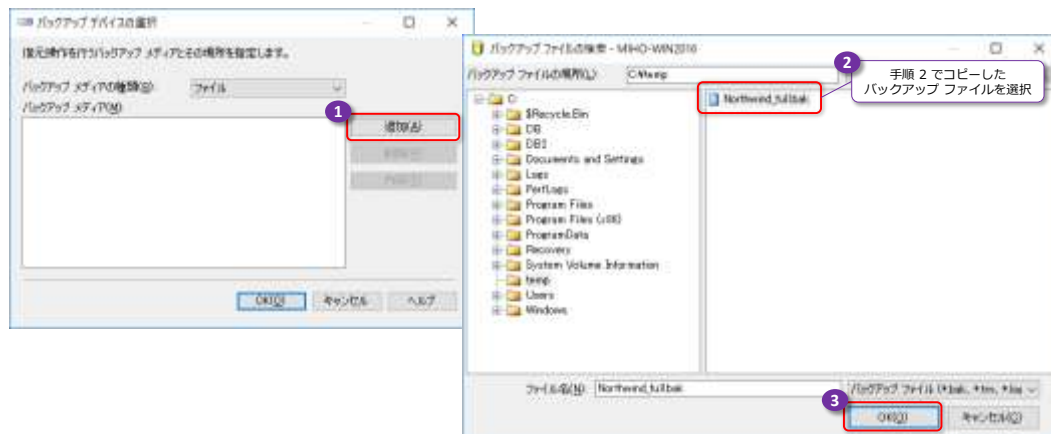 バックアップ デバイスの選択
復元操作を行うバックアップ メディアとその場所を指定します。
バックアップ メディアの種類(S):
ファイル
バックアップ メディア(M):
1
追加(A)
OK(O)
キャンセル
ヘルプ
バックアップ ファイルの検索 - MIHO-WIN2016
バックアップ ファイルの場所(L):
C:¥temp
2
手順 2 でコピーした
バックアップ ファイルを選択
C:
$Recycle.Bin
DB
DB2
Documents and Settings
Logs
PerfLogs
Program Files
Program Files (x86)
ProgramData
Recovery
System Volume Information
temp
Users
Windows
Northwind_full.bak
ファイル名(N):
Northwind_full.bak
バックアップ ファイル (*.bak, *.trn, *.log
3
OK(O)
キャンセル(C)